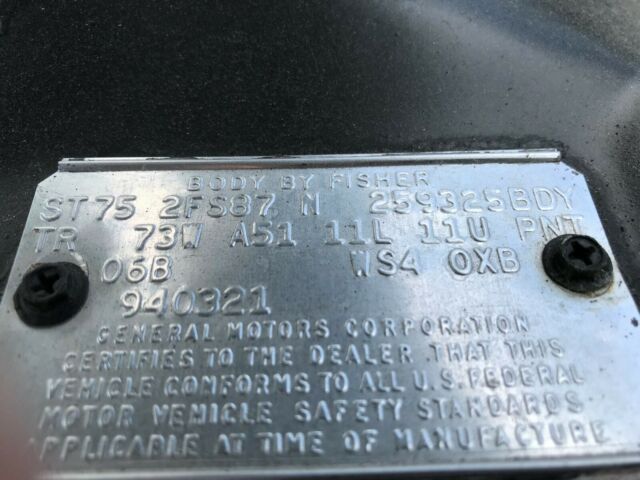 BODY BY FISHER
ST75 2FS87 N 259325BDY
TR 73W A51 11L 11U PNT
06B WS4 OXB
940321
GENERAL MOTORS CORPORATION
CERTIFIES TO THE DEALER THAT THIS
VEHICLE CONFORMS TO ALL U.S. FEDERAL
MOTOR VEHICLE SAFETY STANDARDS
APPLICABLE AT TIME OF MANUFACTURE